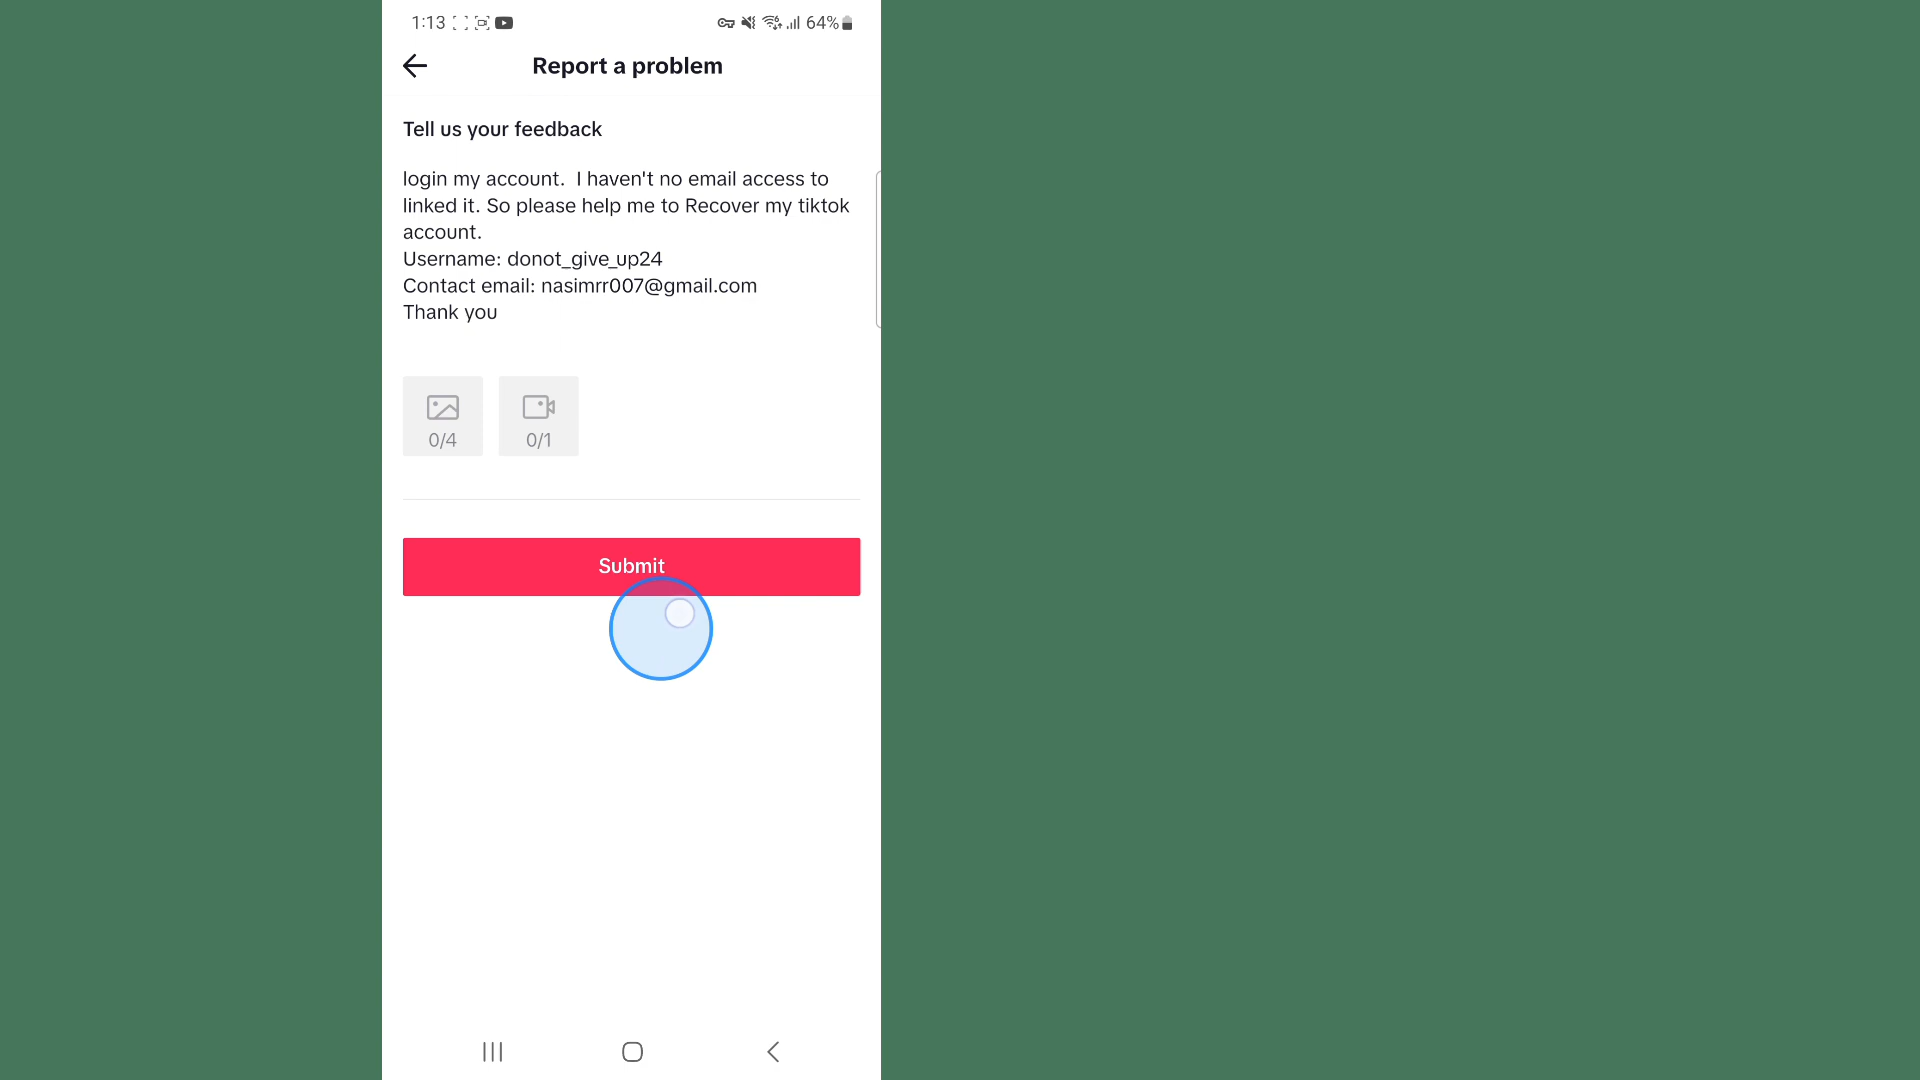 1:13 64%
Report a problem
Tell us your feedback
login my account.  I haven't no email access to
linked it. So please help me to Recover my tiktok
account.
Username: donot_give_up24
Contact email: nasimrr007@gmail.com
Thank you
0/4 0/1
Submit